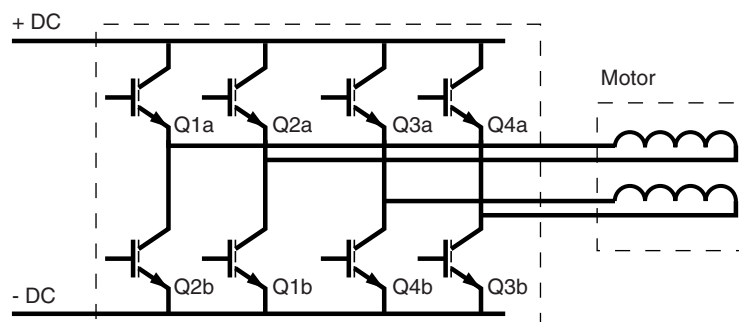 + DC
Motor
Q1a
Q2a
Q3a
Q4a
Q2b
Q1b
Q4b
Q3b
- DC